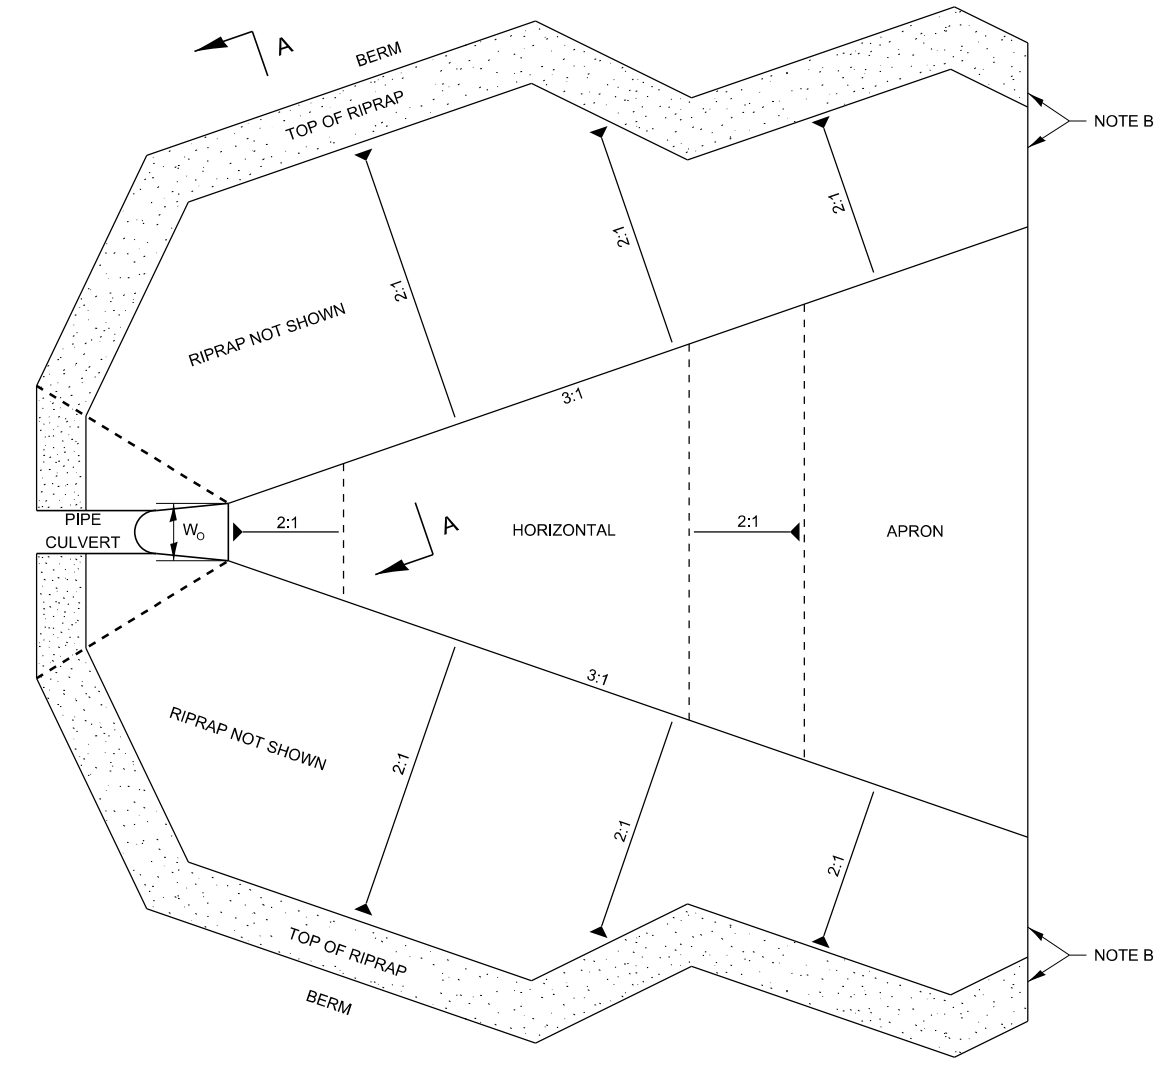 A
BERM
TOP OF RIPRAP
NOTE B
2:1
2:1
2:1
RIPRAP NOT SHOWN
3:1
PIPE
CULVERT
WO
2:1
A
HORIZONTAL
2:1
APRON
3:1
RIPRAP NOT SHOWN
2:1
2:1
2:1
TOP OF RIPRAP
BERM
NOTE B